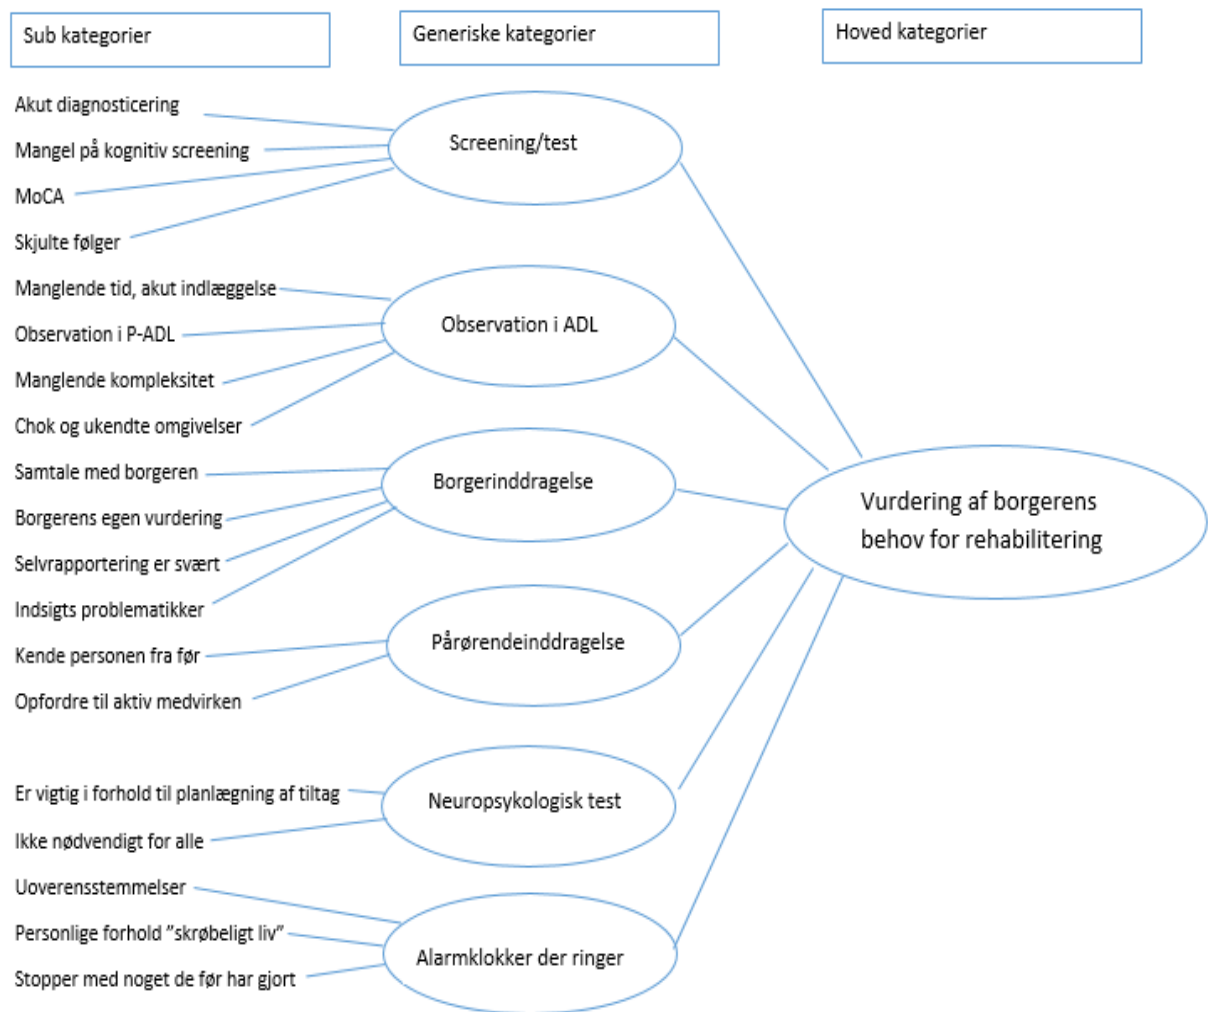 Sub kategorier
Generiske kategorier
Hoved kategorier
Akut diagnosticering
Mangel på kognitiv screening
MoCA
Skjulte følger
Screening/test
Manglende tid, akut indlæggelse
Observation i P-ADL
Manglende kompleksitet
Chok og ukendte omgivelser
Observation i ADL
Samtale med borgeren
Borgerens egen vurdering
Selvrapportering er svært
Indsigts problematikker
Borgerinddragelse
Kende personen fra før
Opfordre til aktiv medvirken
Pårørendeinddragelse
Er vigtig i forhold til planlægning af tiltag
Ikke nødvendigt for alle
Neuropsykologisk test
Uoverensstemmelser
Personlige forhold ”skrøbeligt liv”
Stopper med noget de før har gjort
Alarmklokker der ringer
Vurdering af borgerens
behov for rehabilitering